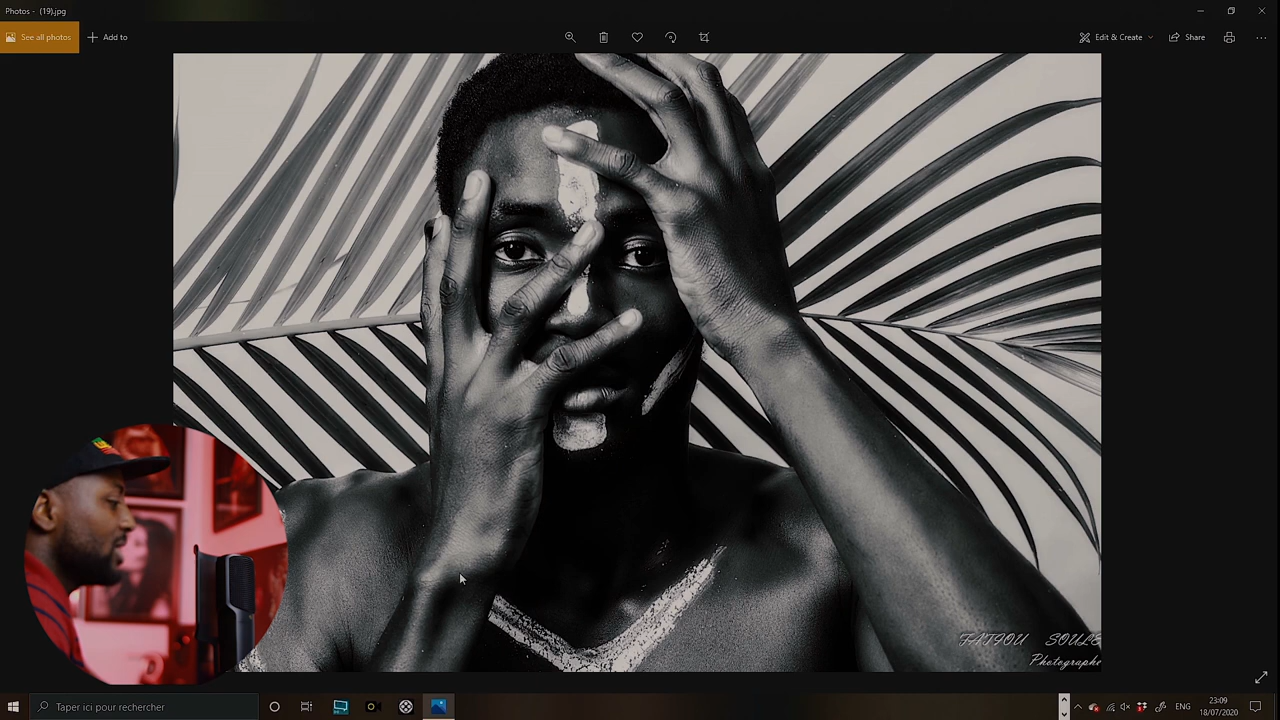 Photos - (19).jpg
See all photos
Add to
Edit & Create
Share
FATIOU SOULE
Photographe
Taper ici pour rechercher
ENG
23:09
18/07/2020